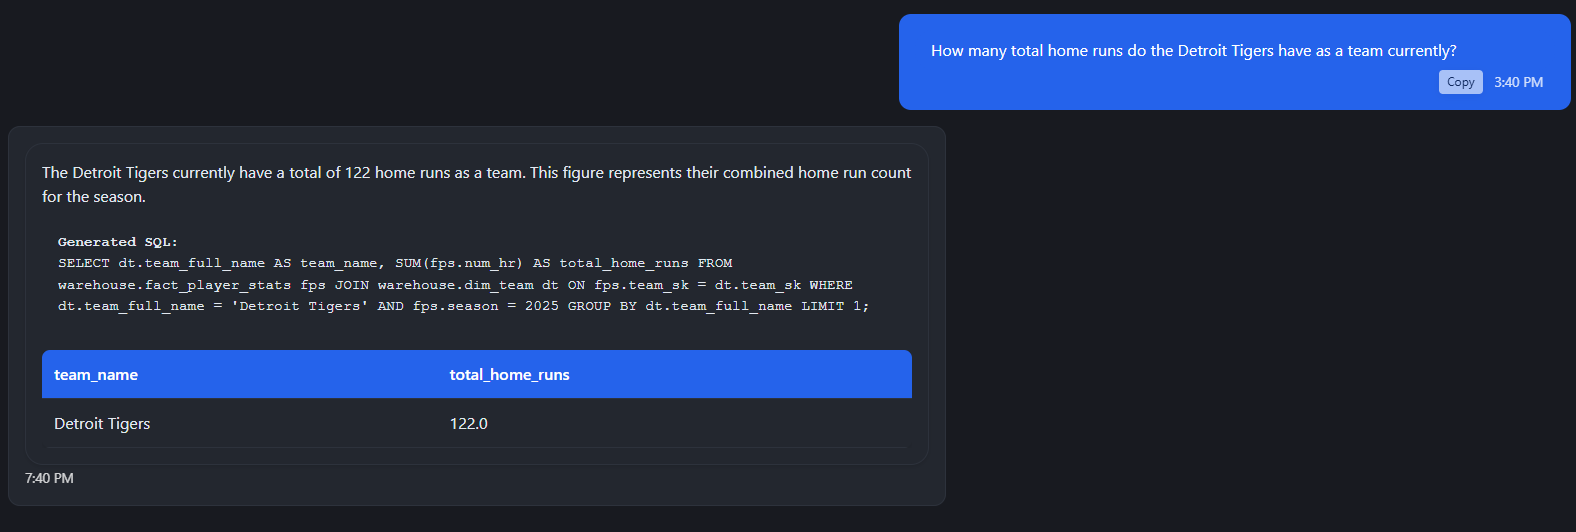 How many total home runs do the Detroit Tigers have as a team currently?
Copy 3:40 PM
The Detroit Tigers currently have a total of 122 home runs as a team. This figure represents their combined home run count
for the season.
Generated SQL:
SELECT dt.team_full_name AS team_name, SUM(fps.num_hr) AS total_home_runs FROM
warehouse.fact_player_stats fps JOIN warehouse.dim_team dt ON fps.team_sk = dt.team_sk WHERE
dt.team_full_name = 'Detroit Tigers' AND fps.season = 2025 GROUP BY dt.team_full_name LIMIT 1;
team_name total_home_runs
Detroit Tigers 122.0
7:40 PM